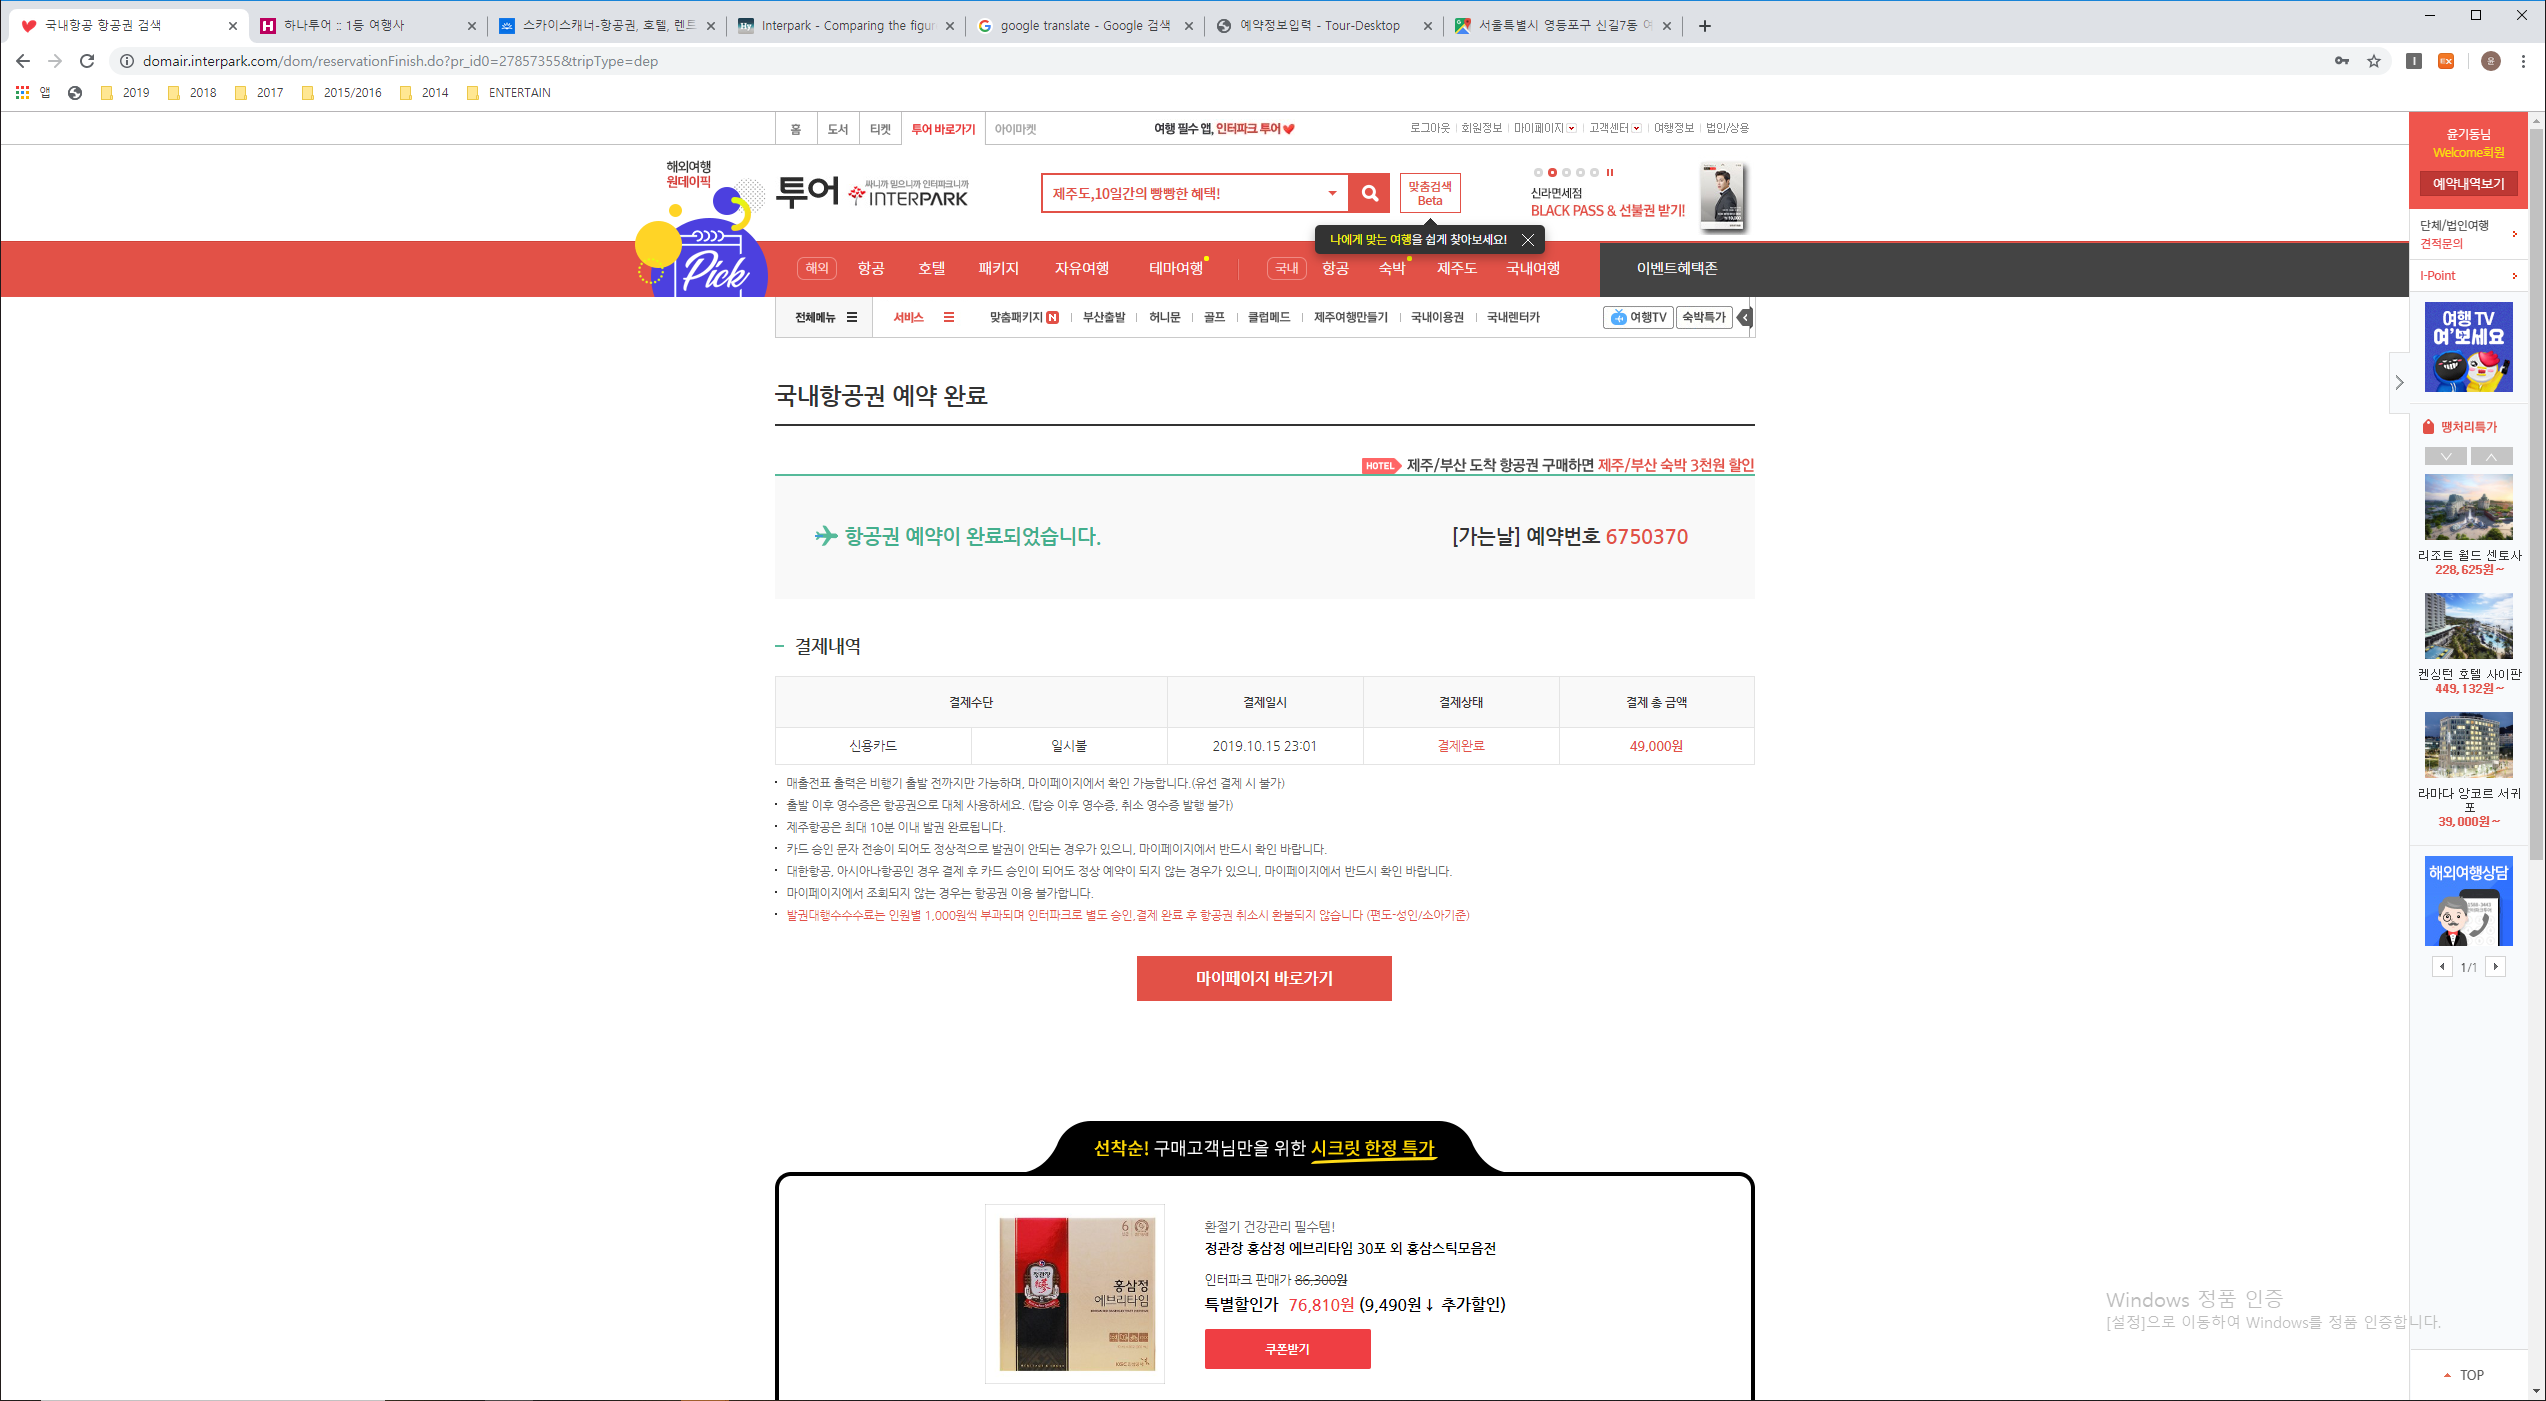 국내항공 항공권 검색
하나투어 :: 1등 여행사
스카이스캐너-항공권, 호텔, 렌트
Interpark - Comparing the figur
google translate - Google 검색
예약정보입력 - Tour-Desktop
서울특별시 영등포구 신길7동 여
domair.interpark.com/dom/reservationFinish.do?pr_id0=27857355&tripType=dep
앱 2019 2018 2017 2015/2016 2014 ENTERTAIN
홈 도서 티켓 투어 바로가기 아이마켓
여행 필수 앱, 인터파크 투어
로그아웃 회원정보 마이페이지 고객센터 여행정보 법인/상용
해외여행
원데이픽
Pick
투어
싸니까 믿으니까 인터파크니까
INTERPARK
제주도,10일간의 빵빵한 혜택!
맞춤검색
Beta
신라면세점
BLACK PASS & 선불권 받기!
나에게 맞는 여행을 쉽게 찾아보세요!
해외 항공 호텔 패키지 자유여행 테마여행 국내 항공 숙박 제주도 국내여행 이벤트혜택존
전체메뉴 서비스 맞춤패키지 N 부산출발 허니문 골프 클럽메드 제주여행만들기 국내이용권 국내렌터카 여행TV 숙박특가
국내항공권 예약 완료
HOTEL 제주/부산 도착 항공권 구매하면 제주/부산 숙박 3천원 할인
항공권 예약이 완료되었습니다.
[가는날] 예약번호 6750370
결제내역
결제수단 결제일시 결제상태 결제 총 금액
신용카드 일시불 2019.10.15 23:01 결제완료 49,000원
매출전표 출력은 비행기 출발 전까지만 가능하며, 마이페이지에서 확인 가능합니다.(유선 결제 시 불가)
출발 이후 영수증은 항공권으로 대체 사용하세요. (탑승 이후 영수증, 취소 영수증 발행 불가)
제주항공은 최대 10분 이내 발권 완료됩니다.
카드 승인 문자 전송이 되어도 정상적으로 발권이 안되는 경우가 있으니, 마이페이지에서 반드시 확인 바랍니다.
대한항공, 아시아나항공인 경우 결제 후 카드 승인이 되어도 정상 예약이 되지 않는 경우가 있으니, 마이페이지에서 반드시 확인 바랍니다.
마이페이지에서 조회되지 않는 경우는 항공권 이용 불가합니다.
발권대행수수수료는 인원별 1,000원씩 부과되며 인터파크로 별도 승인,결제 완료 후 항공권 취소시 환불되지 않습니다 (편도-성인/소아기준)
마이페이지 바로가기
선착순! 구매고객님만을 위한 시크릿 한정 특가
홍삼정
에브리타임
환절기 건강관리 필수템!
정관장 홍삼정 에브리타임 30포 외 홍삼스틱모음전
인터파크 판매가 86,300원
특별할인가 76,810원 (9,490원↓ 추가할인)
쿠폰받기
윤기동님
Welcome회원
예약내역보기
단체/법인여행
견적문의
I-Point
여행 TV
여'보세요
땡처리특가
리조트 월드 센토사
228,625원~
켄싱턴 호텔 사이판
449,132원~
라마다 앙코르 서귀
포
39,000원~
해외여행상담
1/1
Windows 정품 인증
[설정]으로 이동하여 Windows를 정품 인증합니다.
TOP